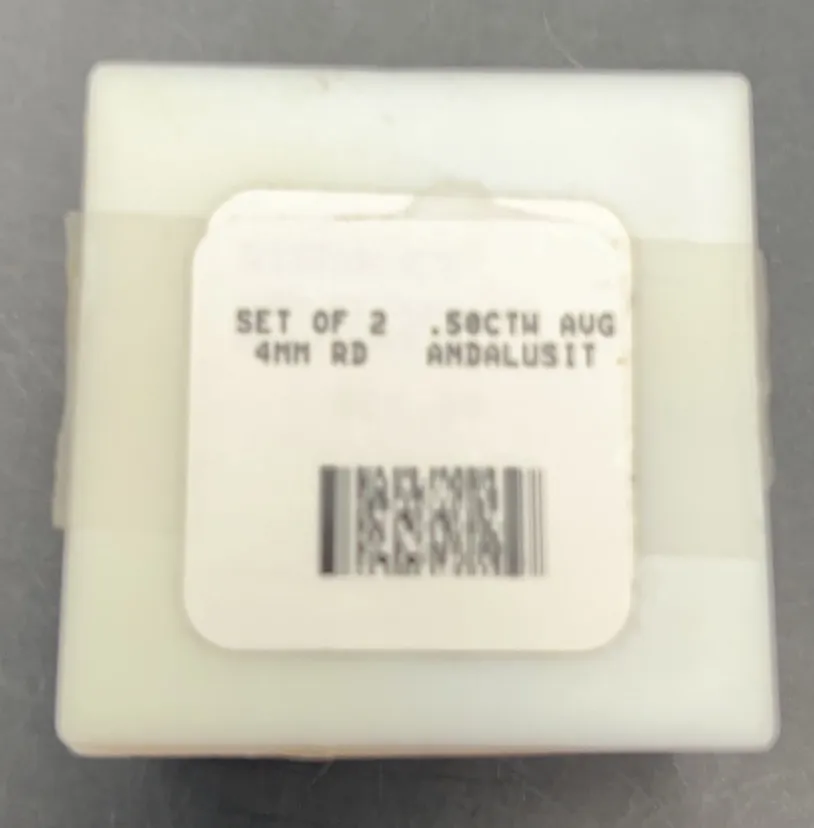 SET OF 2 .50CTW AVG
4MM RD ANDALUSIT